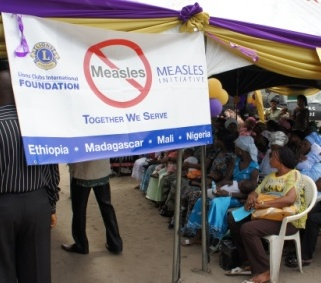 Lions Clubs International
FOUNDATION
Measles
MEASLES
INITIATIVE
TOGETHER WE SERVE
Ethiopia • Madagascar • Mali • Nigeria